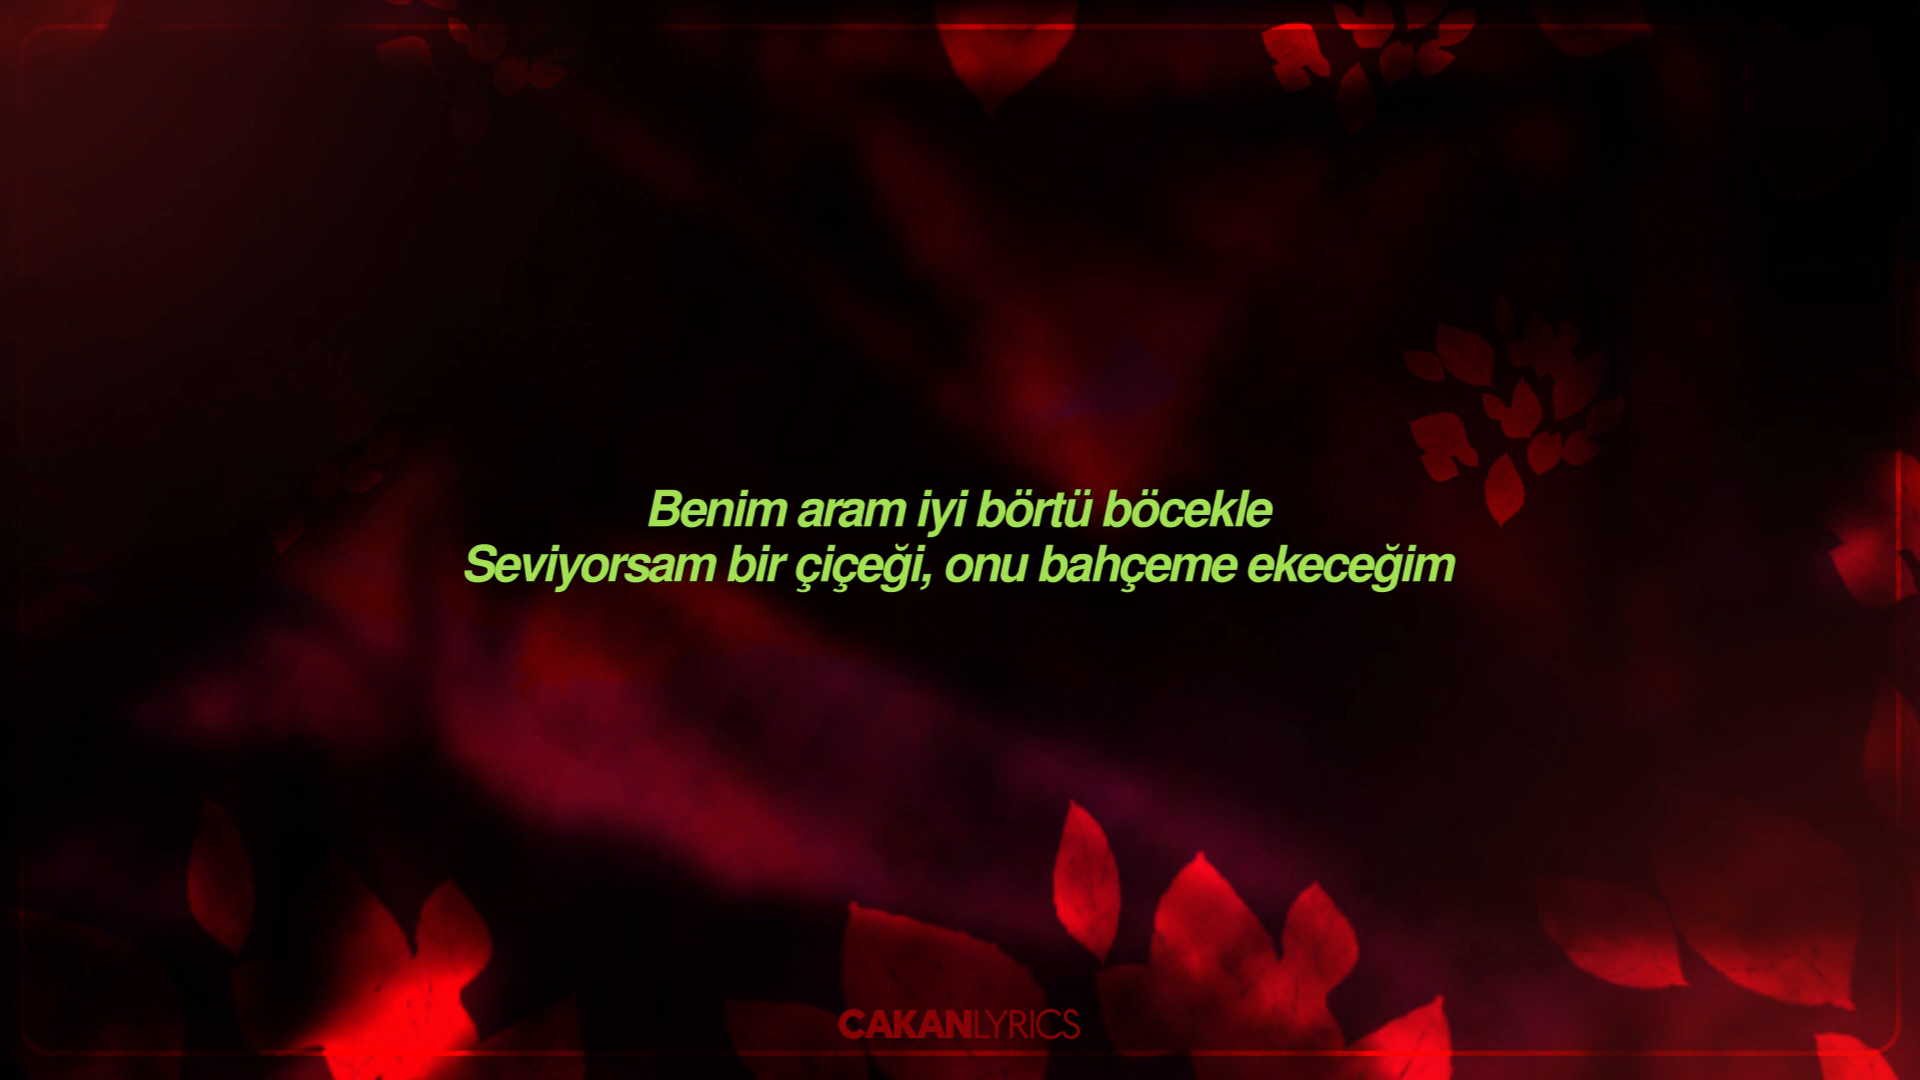 Benim aram iyi börtü böcekle
Seviyorsam bir çiçeği, onu bahçeme ekeceğim
CAKANLYRICS